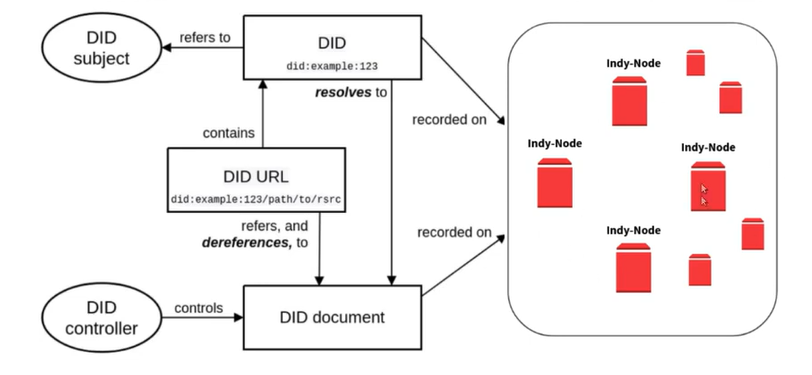 DID
subject
refers to
DID
did:example:123
resolves to
recorded on
contains
DID URL
did:example:123/path/to/rsrc
refers, and
dereferences, to
recorded on
DID
controller
controls
DID document
Indy-Node
Indy-Node
Indy-Node
Indy-Node